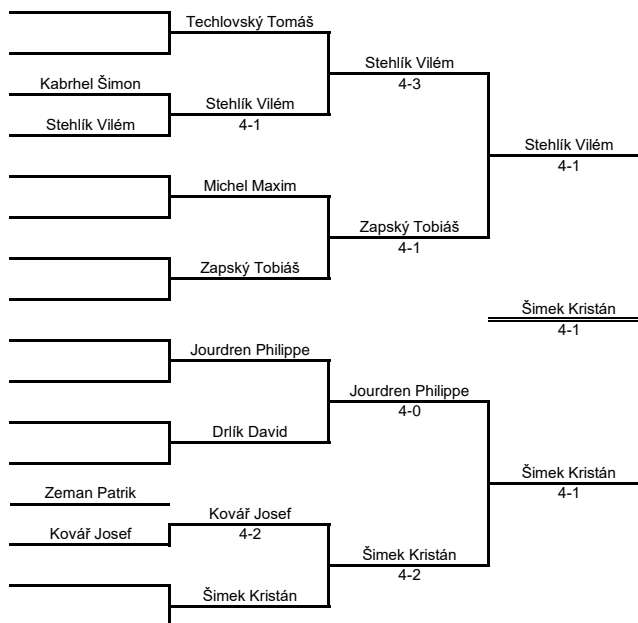 Techlovský Tomáš
Stehlík Vilém
4-3
Kabrhel Šimon
Stehlík Vilém
4-1
Stehlík Vilém
Stehlík Vilém
4-1
Michel Maxim
Zapský Tobiáš
4-1
Zapský Tobiáš
Šimek Kristán
4-1
Jourdren Philippe
Jourdren Philippe
4-0
Drlík David
Šimek Kristán
4-1
Zeman Patrik
Kovář Josef
4-2
Kovář Josef
Šimek Kristán
4-2
Šimek Kristán